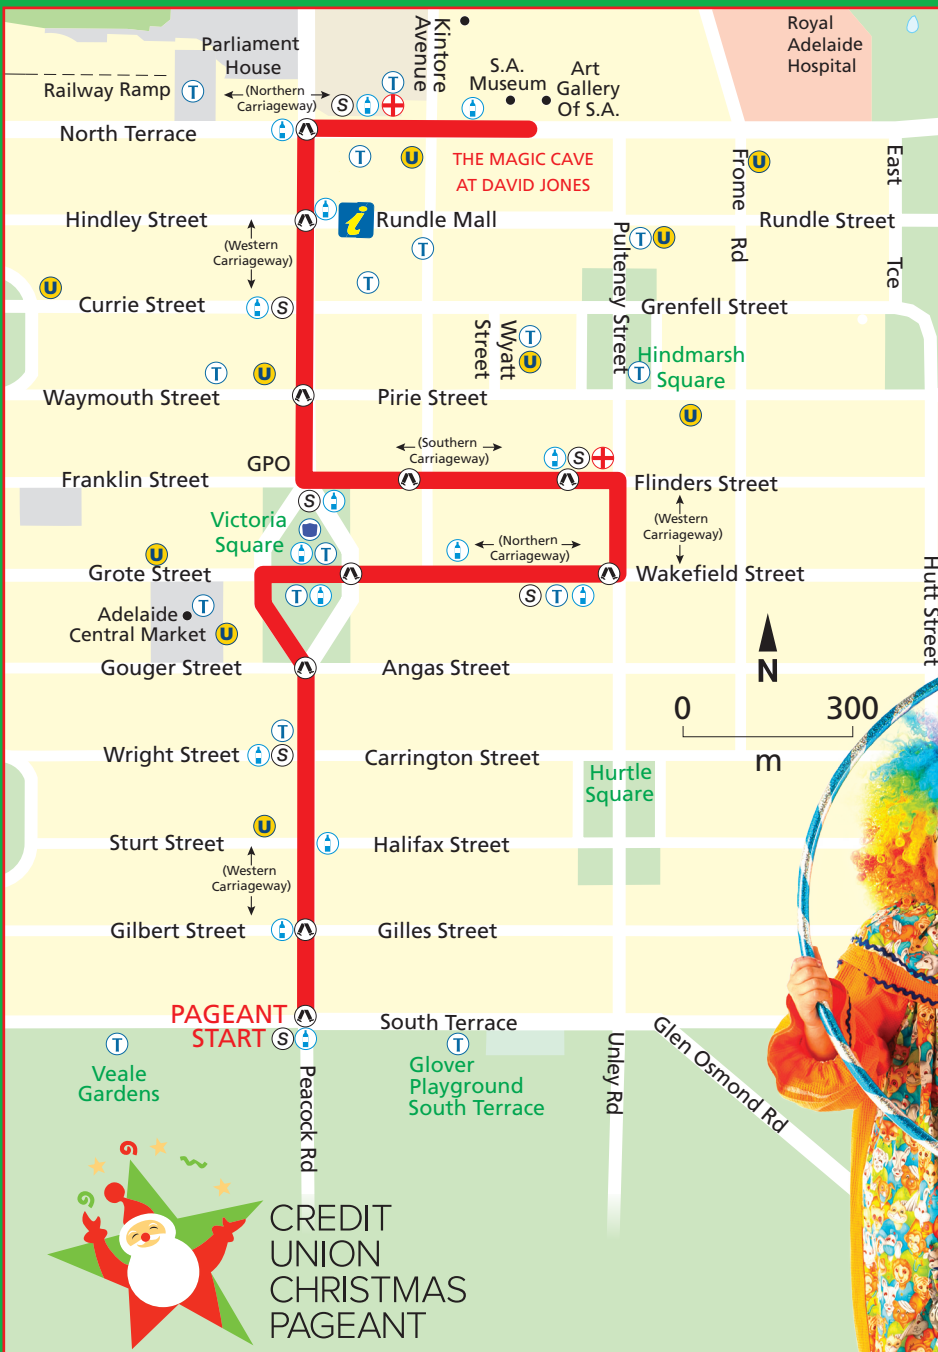 Royal
Adelaide
Hospital
Parliament
House
Kintore
Avenue
S.A.
Museum
Art
Gallery
Of S.A.
Railway Ramp
T
(Northern
Carriageway)
S
T
North Terrace
T
U
THE MAGIC CAVE
AT DAVID JONES
Frome
Rd
U
East
Tce
Hindley Street
i
Rundle Mall
Rundle Street
(Western
Carriageway)
T
Pulteney Street
T
U
U
T
Currie Street
S
Grenfell Street
Wyatt
Street
T
U
Hindmarsh
Square
T
T
U
Waymouth Street
Pirie Street
U
(Southern
Carriageway)
S
GPO
Franklin Street
Flinders Street
S
Victoria
Square
(Western
Carriageway)
T
(Northern
Carriageway)
U
Grote Street
Wakefield Street
Hutt Street
T
S
T
Adelaide
Central Market
T
U
N
Gouger Street
Angas Street
0
300
m
T
Wright Street
S
Carrington Street
Hurtle
Square
U
Sturt Street
Halifax Street
(Western
Carriageway)
Gilbert Street
Gilles Street
PAGEANT
START
S
South Terrace
T
Veale
Gardens
Peacock Rd
T
Glover
Playground
South Terrace
Unley Rd
Glen Osmond Rd
CREDIT
UNION
CHRISTMAS
PAGEANT